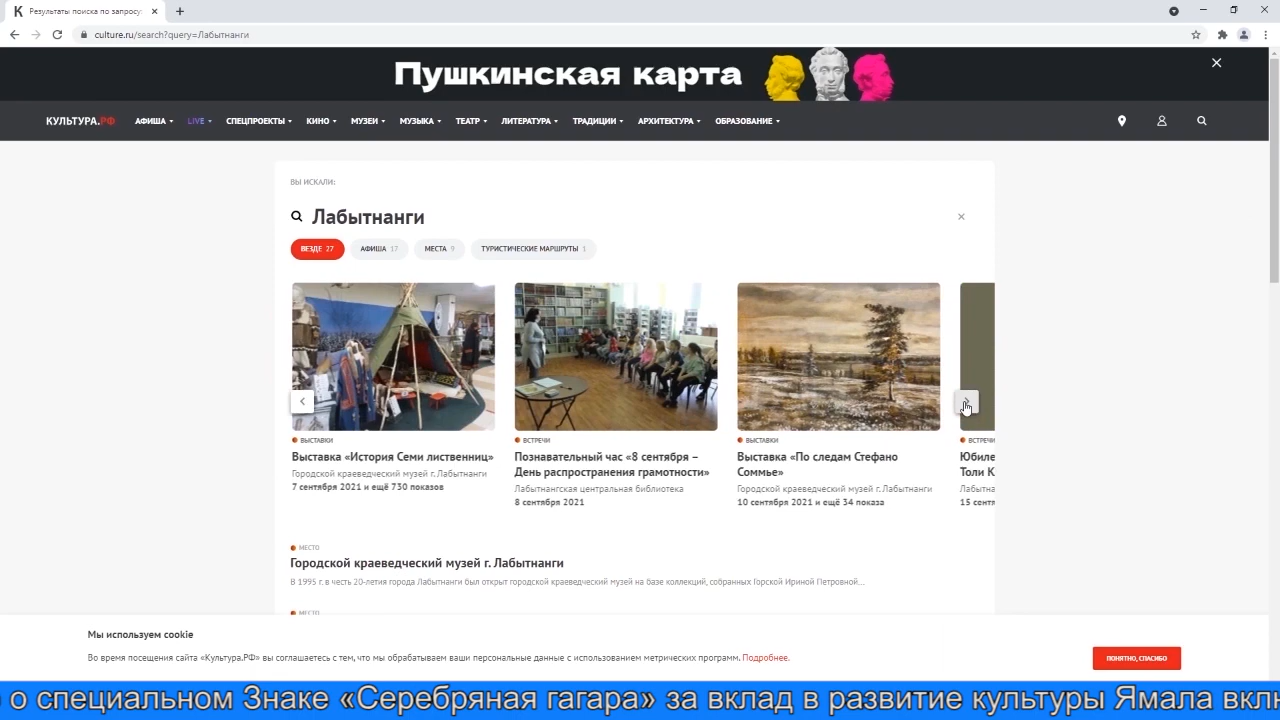 Результаты поиска по запросу:
culture.ru/search?query=Лабытнанги
Пушкинская карта
КУЛЬТУРА.РФ АФИША LIVE СПЕЦПРОЕКТЫ КИНО МУЗЕИ МУЗЫКА ТЕАТР ЛИТЕРАТУРА ТРАДИЦИИ АРХИТЕКТУРА ОБРАЗОВАНИЕ
ВЫ ИСКАЛИ:
Лабытнанги
ВЕЗДЕ 27 АФИША 17 МЕСТА 9 ТУРИСТИЧЕСКИЕ МАРШРУТЫ 1
ВЫСТАВКИ
Выставка «История Семи лиственниц»
Городской краеведческий музей г. Лабытнанги
7 сентября 2021 и ещё 730 показов
ВСТРЕЧИ
Познавательный час «8 сентября –
День распространения грамотности»
Лабытнангская центральная библиотека
8 сентября 2021
ВЫСТАВКИ
Выставка «По следам Стефано
Соммье»
Городской краеведческий музей г. Лабытнанги
10 сентября 2021 и ещё 34 показа
ВСТРЕЧИ
Юбиле
Толи К
Лабытна
15 сентя
МЕСТО
Городской краеведческий музей г. Лабытнанги
В 1995 г. в честь 20-летия города Лабытнанги был открыт городской краеведческий музей на базе коллекций, собранных Горской Ириной Петровной...
МЕСТО
Мы используем cookie
Во время посещения сайта «Культура.РФ» вы соглашаетесь с тем, что мы обрабатываем ваши персональные данные с использованием метрических программ. Подробнее.
ПОНЯТНО, СПАСИБО
о специальном Знаке «Серебряная гагара» за вклад в развитие культуры Ямала вклю